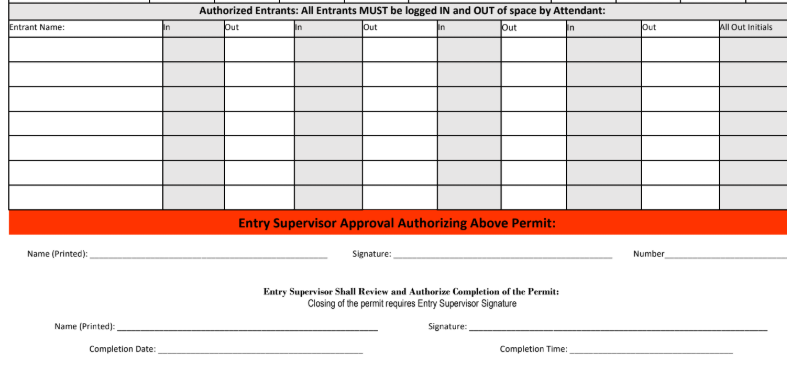 Authorized Entrants: All Entrants MUST be logged IN and OUT of space by Attendant:
Entrant Name: In Out In Out In Out In Out All Out Initials
Entry Supervisor Approval Authorizing Above Permit:
Name (Printed): ______________________ Signature: ______________________ Number______________________
Entry Supervisor Shall Review and Authorize Completion of the Permit:
Closing of the permit requires Entry Supervisor Signature
Name (Printed): ______________________ Signature: ______________________
Completion Date: ______________________ Completion Time: ______________________